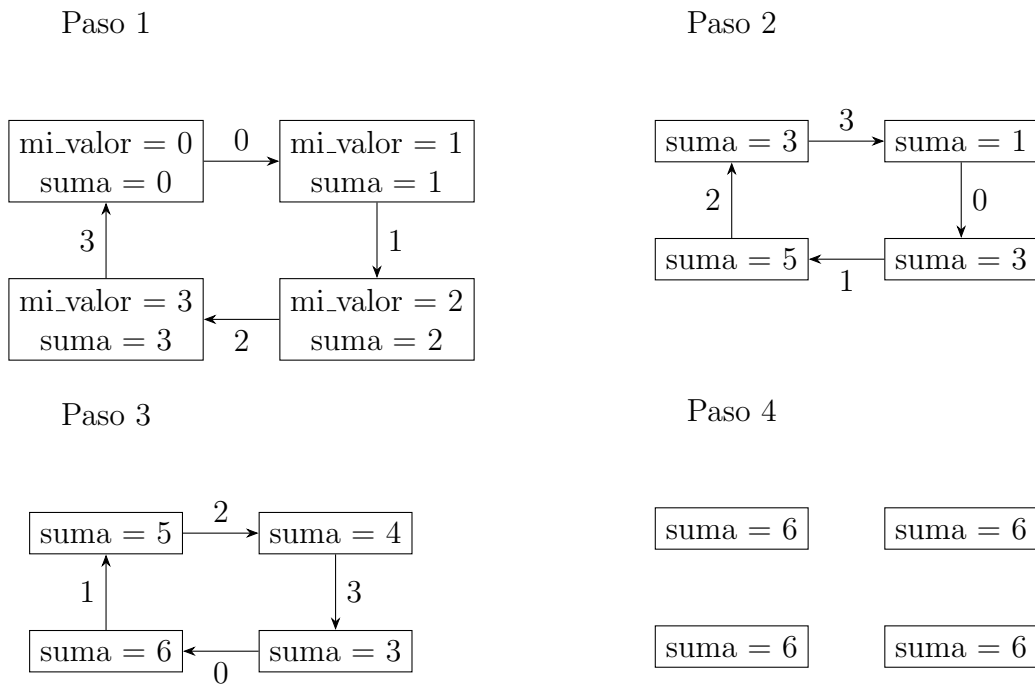 Paso 1
mi_valor = 0
suma = 0
0
mi_valor = 1
suma = 1
3
1
mi_valor = 3
suma = 3
2
mi_valor = 2
suma = 2
Paso 2
suma = 3
3
suma = 1
2
0
suma = 5
1
suma = 3
Paso 3
suma = 5
2
suma = 4
1
3
suma = 6
0
suma = 3
Paso 4
suma = 6
suma = 6
suma = 6
suma = 6